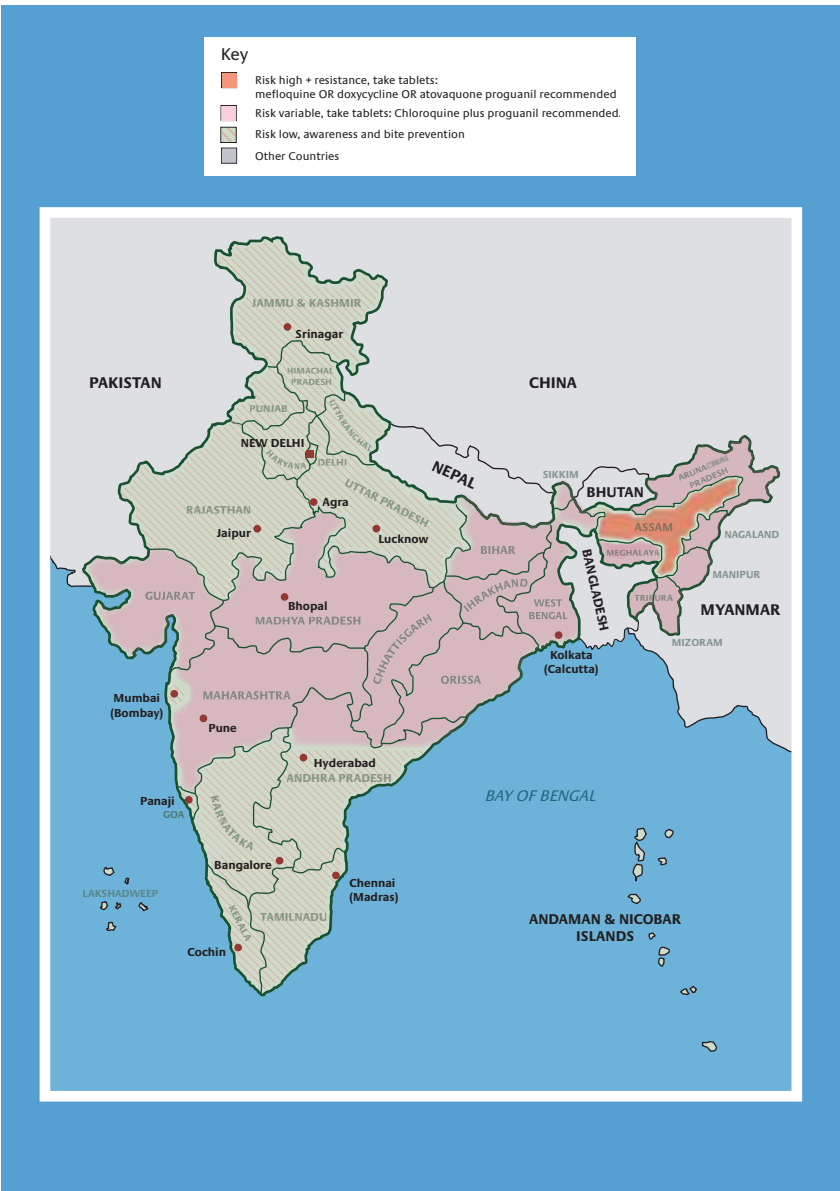 Key
Risk high + resistance, take tablets:
mefloquine OR doxycycline OR atovaquone proguanil recommended
Risk variable, take tablets: Chloroquine plus proguanil recommended.
Risk low, awareness and bite prevention
Other Countries
JAMMU & KASHMIR
Srinagar
HIMACHAL
PRADESH
PAKISTAN
CHINA
PUNJAB
UTTARANCHAL
NEW DELHI
HARYANA
DELHI
NEPAL
SIKKIM
BHUTAN
ARUNACHAL
PRADESH
RAJASTHAN
Agra
UTTAR PRADESH
Jaipur
Lucknow
ASSAM
NAGALAND
BIHAR
MEGHALAYA
BANGLADESH
MANIPUR
GUJARAT
Bhopal
MADHYA PRADESH
IHRAKHAND
WEST
BENGAL
TRIPURA
MYANMAR
CHHATTISGARH
MIZORAM
Kolkata
(Calcutta)
ORISSA
Mumbai
(Bombay)
MAHARASHTRA
Pune
Hyderabad
ANDHRA PRADESH
BAY OF BENGAL
Panaji
GOA
KARNATAKA
Bangalore
Chennai
(Madras)
LAKSHADWEEP
KERALA
TAMILNADU
ANDAMAN & NICOBAR
ISLANDS
Cochin